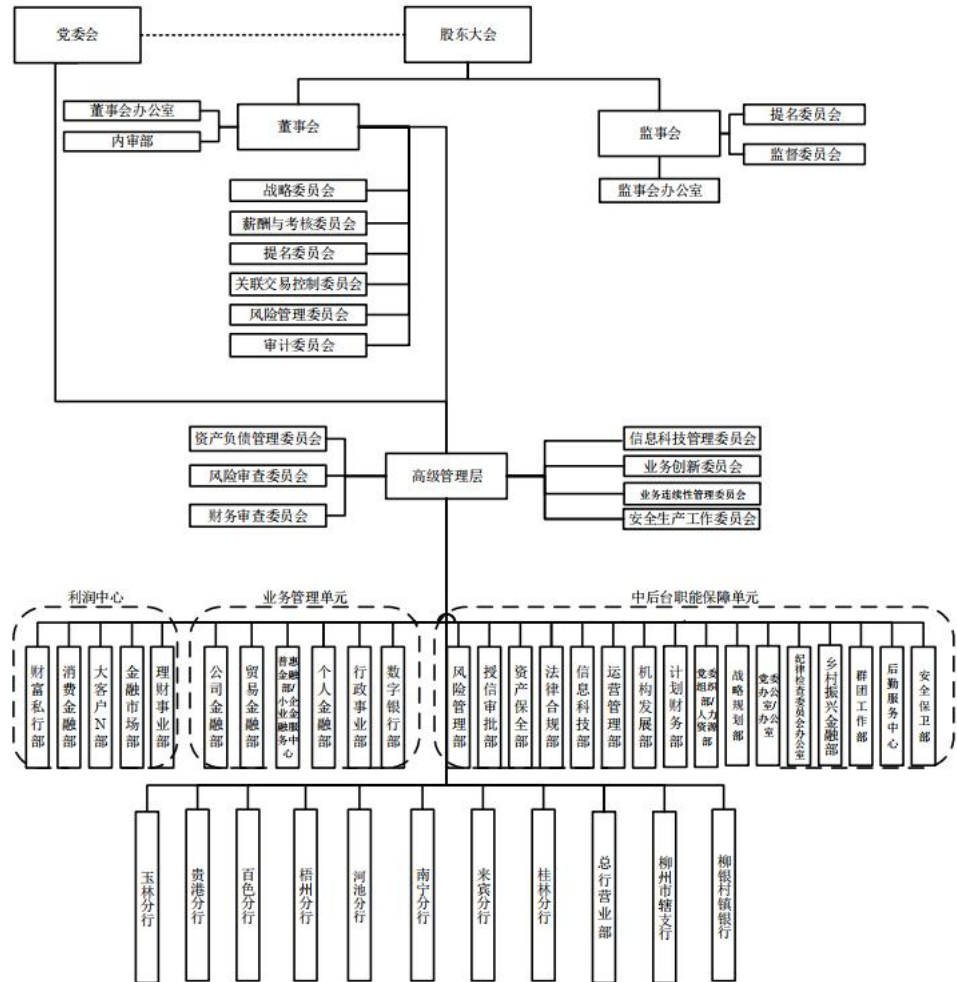 党委会
股东大会
董事会办公室
内审部
董事会
监事会
提名委员会
监督委员会
监事会办公室
战略委员会
薪酬与考核委员会
提名委员会
关联交易控制委员会
风险管理委员会
审计委员会
资产负债管理委员会
风险审查委员会
财务审查委员会
高级管理层
信息科技管理委员会
业务创新委员会
业务连续性管理委员会
安全生产工作委员会
利润中心
业务管理单元
中后台职能保障单元
财富私行部
消费金融部
大客户N部
金融市场部
理财事业部
公司金融部
贸易金融部
普惠金融部/小企业金融服务中心
个人金融部
行政事业部
数字银行部
风险管理部
授信审批部
资产保全部
法律合规部
信息科技部
运营管理部
机构发展部
计划财务部
党委组织部/人力资源部
战略规划部
党委办公室/办公室
纪律检查委员会办公室
乡村振兴金融部
群团工作部
后勤服务中心
安全保卫部
玉林分行
贵港分行
百色分行
梧州分行
河池分行
南宁分行
来宾分行
桂林分行
总行营业部
柳州市辖支行
柳银村镇银行